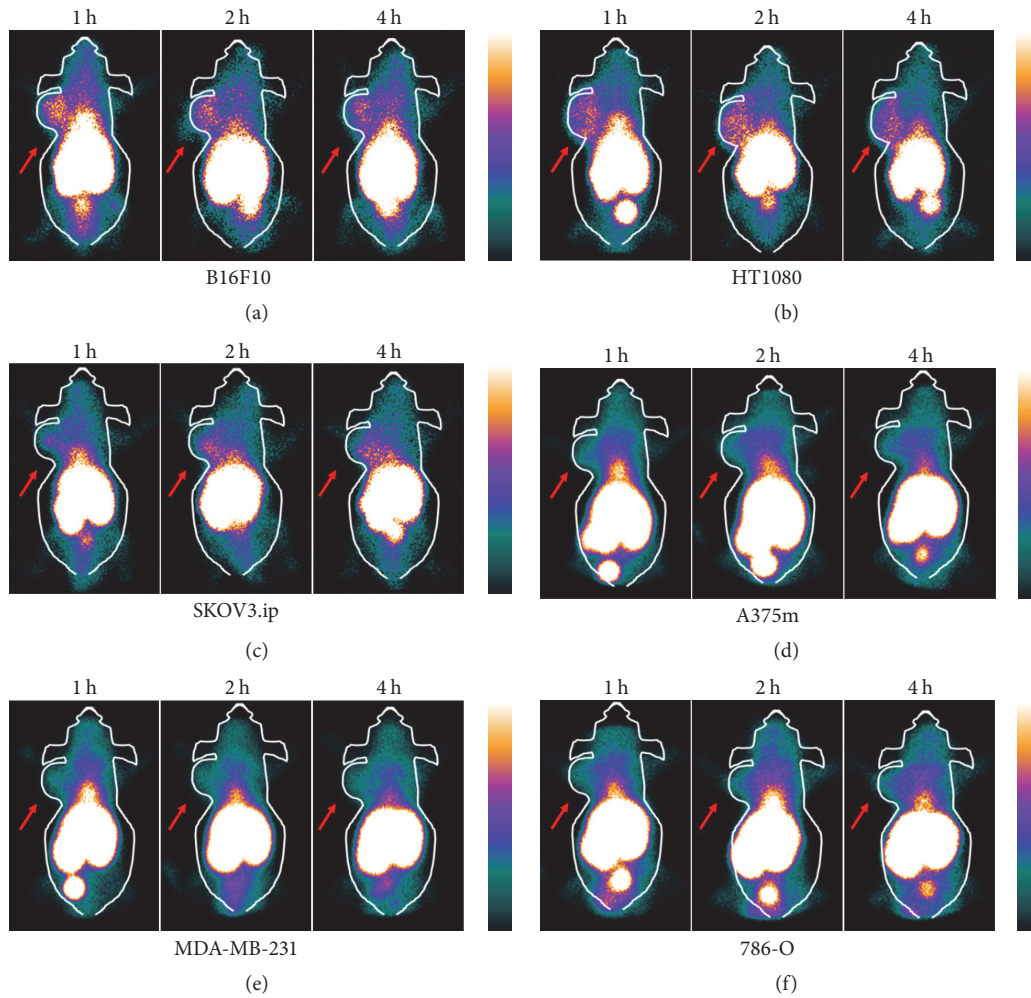 1 h 2 h 4 h
1 h 2 h 4 h
B16F10
HT1080
(a)
(b)
1 h 2 h 4 h
1 h 2 h 4 h
SKOV3.ip
A375m
(c)
(d)
1 h 2 h 4 h
1 h 2 h 4 h
MDA-MB-231
786-O
(e)
(f)